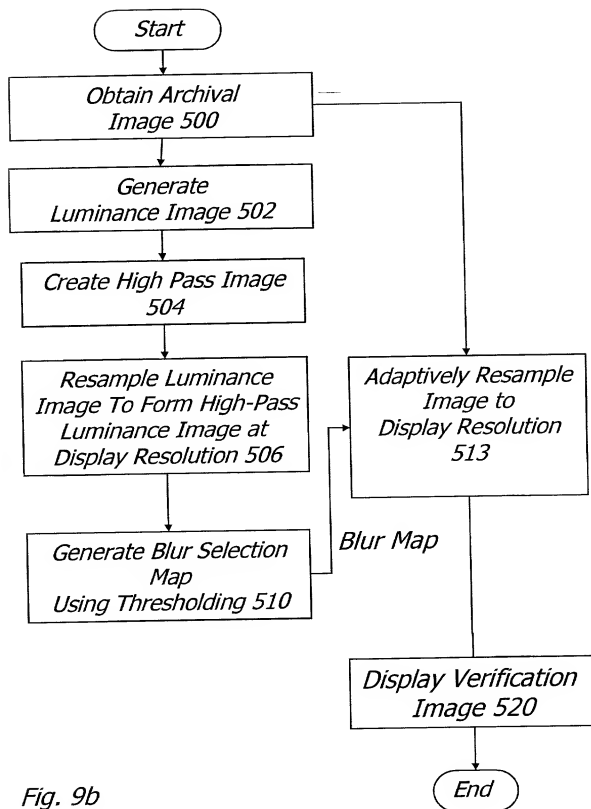 Start
Obtain Archival
Image 500
Generate
Luminance Image 502
Create High Pass Image
504
Resample Luminance
Image To Form High-Pass
Luminance Image at
Display Resolution 506
Generate Blur Selection
Map
Using Thresholding 510
Blur Map
Adaptively Resample
Image to
Display Resolution
513
Display Verification
Image 520
End
Fig. 9b